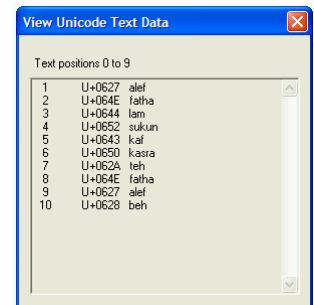 View Unicode Text Data
Text positions 0 to 9
1 U+0627 alef
2 U+064E fatha
3 U+0644 lam
4 U+0652 sukun
5 U+0643 kaf
6 U+0650 kasra
7 U+062A teh
8 U+064E fatha
9 U+0627 alef
10 U+0628 beh